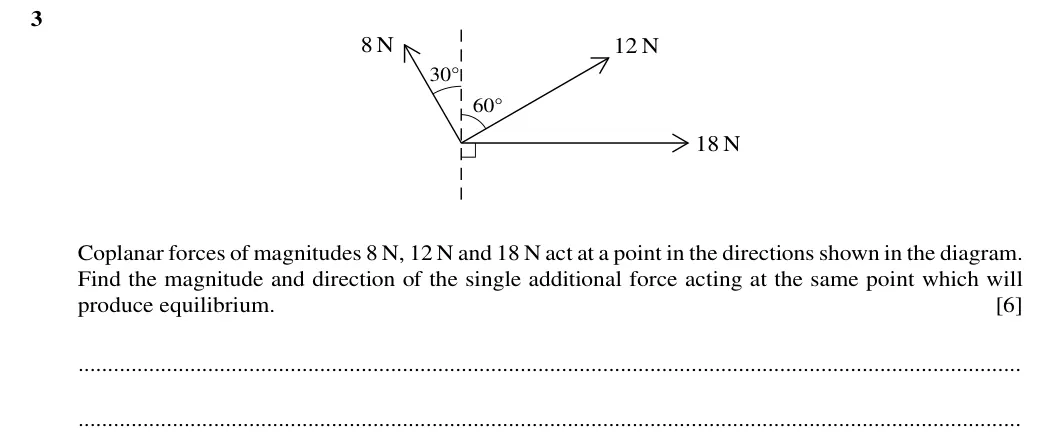 3
8 N
12 N
30°
60°
18 N
Coplanar forces of magnitudes 8 N, 12 N and 18 N act at a point in the directions shown in the diagram.
Find the magnitude and direction of the single additional force acting at the same point which will
produce equilibrium. [6]